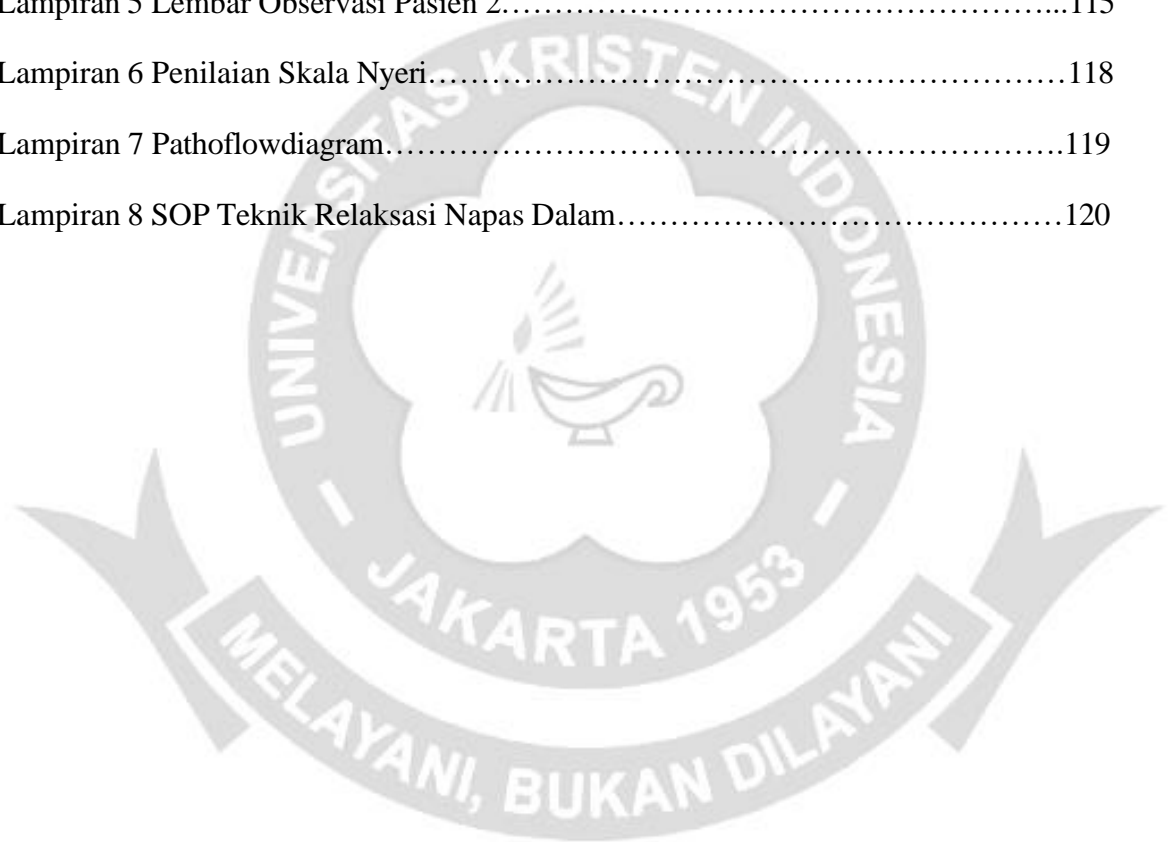 Lampiran 5 Lembar Observasi Pasien 2…………………………………………………...115
Lampiran 6 Penilaian Skala Nyeri………………………………………………………118
Lampiran 7 Pathoflowdiagram………………………………………………………….119
Lampiran 8 SOP Teknik Relaksasi Napas Dalam……………………………………120
UNIVERSITAS KRISTEN INDONESIA
- JAKARTA 1953 -
MELAYANI, BUKAN DILAYANI